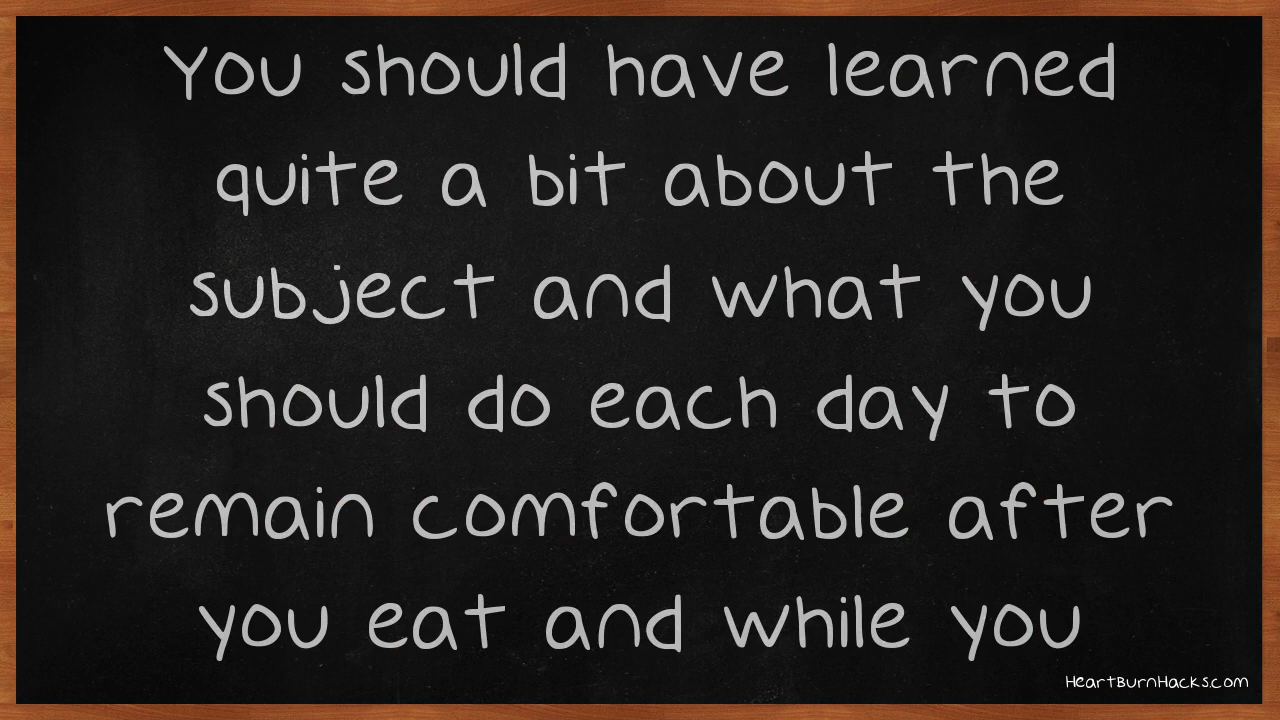 You should have learned
quite a bit about the
subject and what you
should do each day to
remain comfortable after
you eat and while you
HeartBurnHacks.com